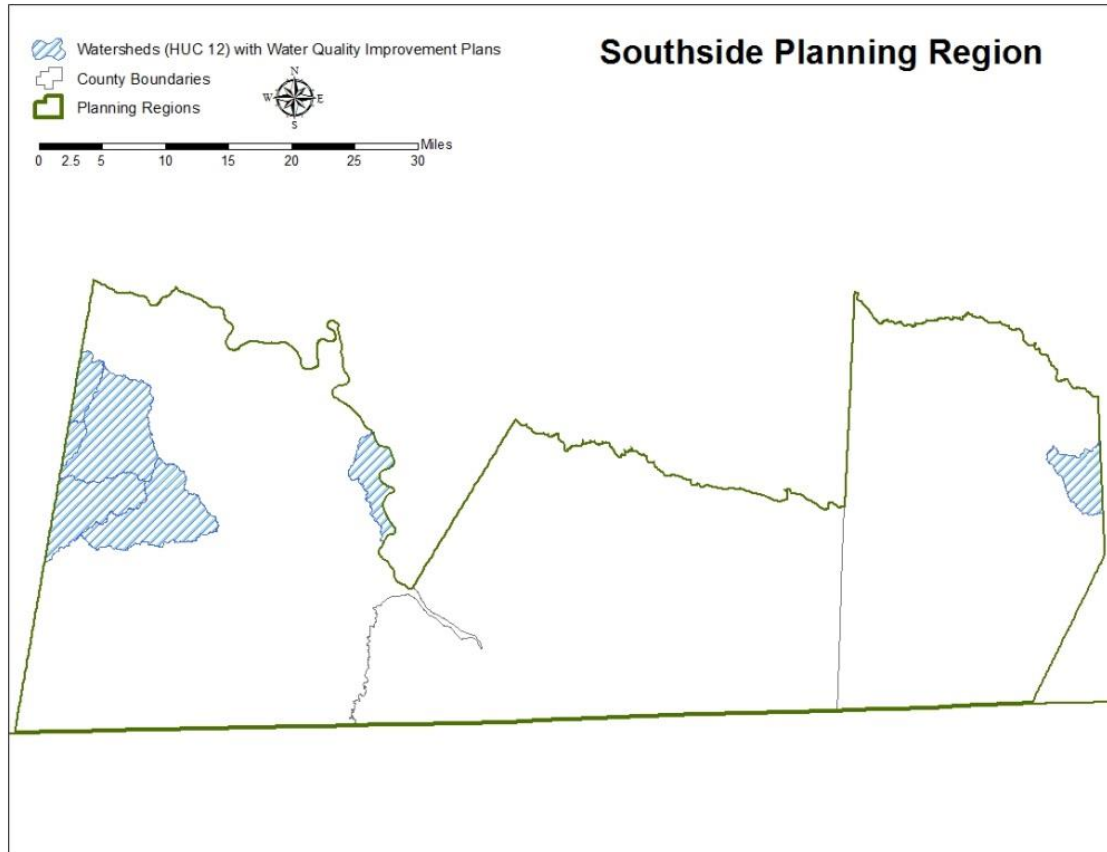 Southside Planning Region
Watersheds (HUC 12) with Water Quality Improvement Plans
County Boundaries
Planning Regions
N
W E
S
Miles
0 2.5 5 10 15 20 25 30